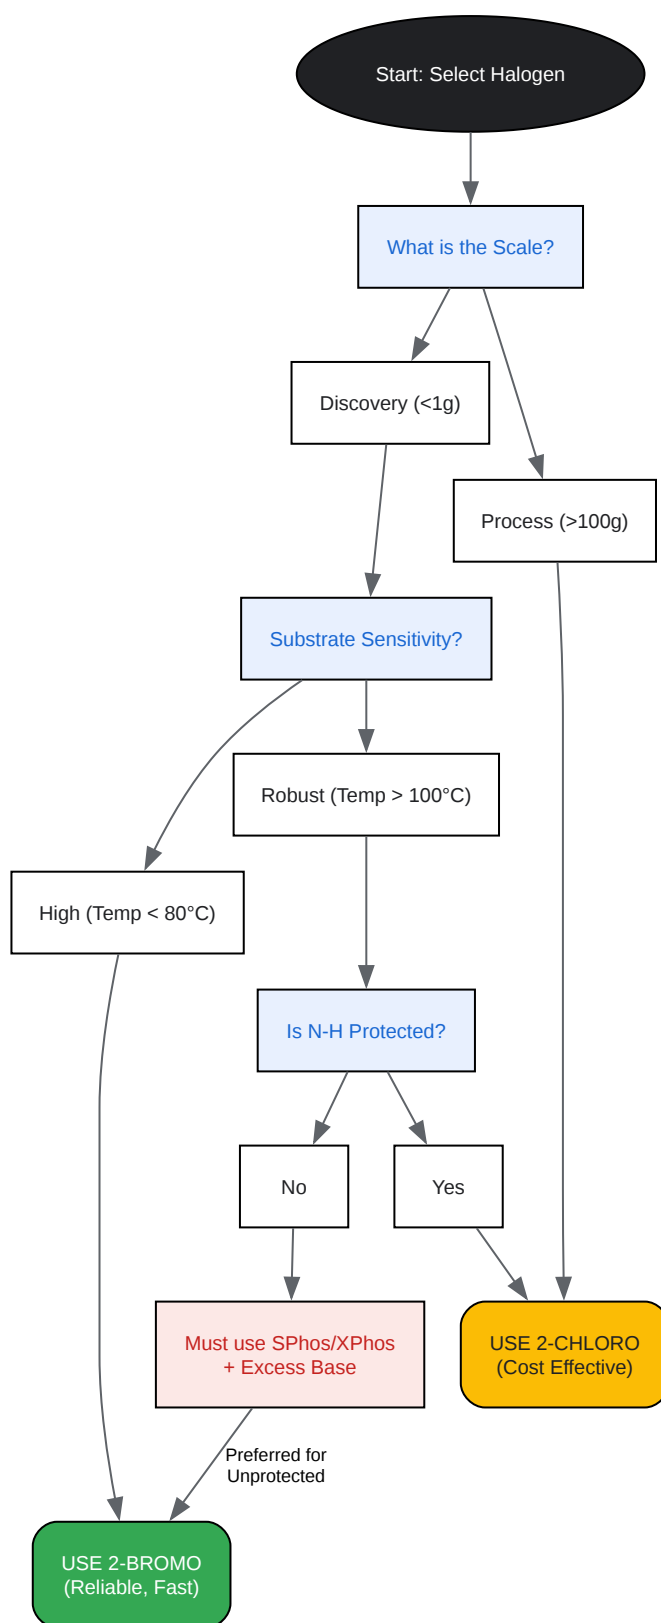 Start: Select Halogen
What is the Scale?
Discovery (<1g)
Process (>100g)
Substrate Sensitivity?
Robust (Temp > 100°C)
High (Temp < 80°C)
Is N-H Protected?
No
Yes
Must use SPhos/XPhos
+ Excess Base
USE 2-CHLORO
(Cost Effective)
Preferred for
Unprotected
USE 2-BROMO
(Reliable, Fast)